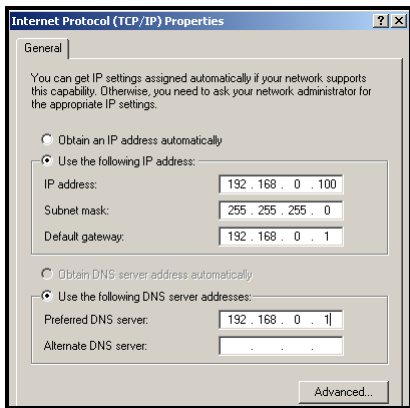 Internet Protocol (TCP/IP) Properties
General
You can get IP settings assigned automatically if your network supports
this capability. Otherwise, you need to ask your network administrator for
the appropriate IP settings.
Obtain an IP address automatically
Use the following IP address:
IP address: 192 . 168 . 0 . 100
Subnet mask: 255 . 255 . 255 . 0
Default gateway: 192 . 168 . 0 . 1
Obtain DNS server address automatically
Use the following DNS server addresses:
Preferred DNS server: 192 . 168 . 0 . 1
Alternate DNS server: . . .
Advanced...